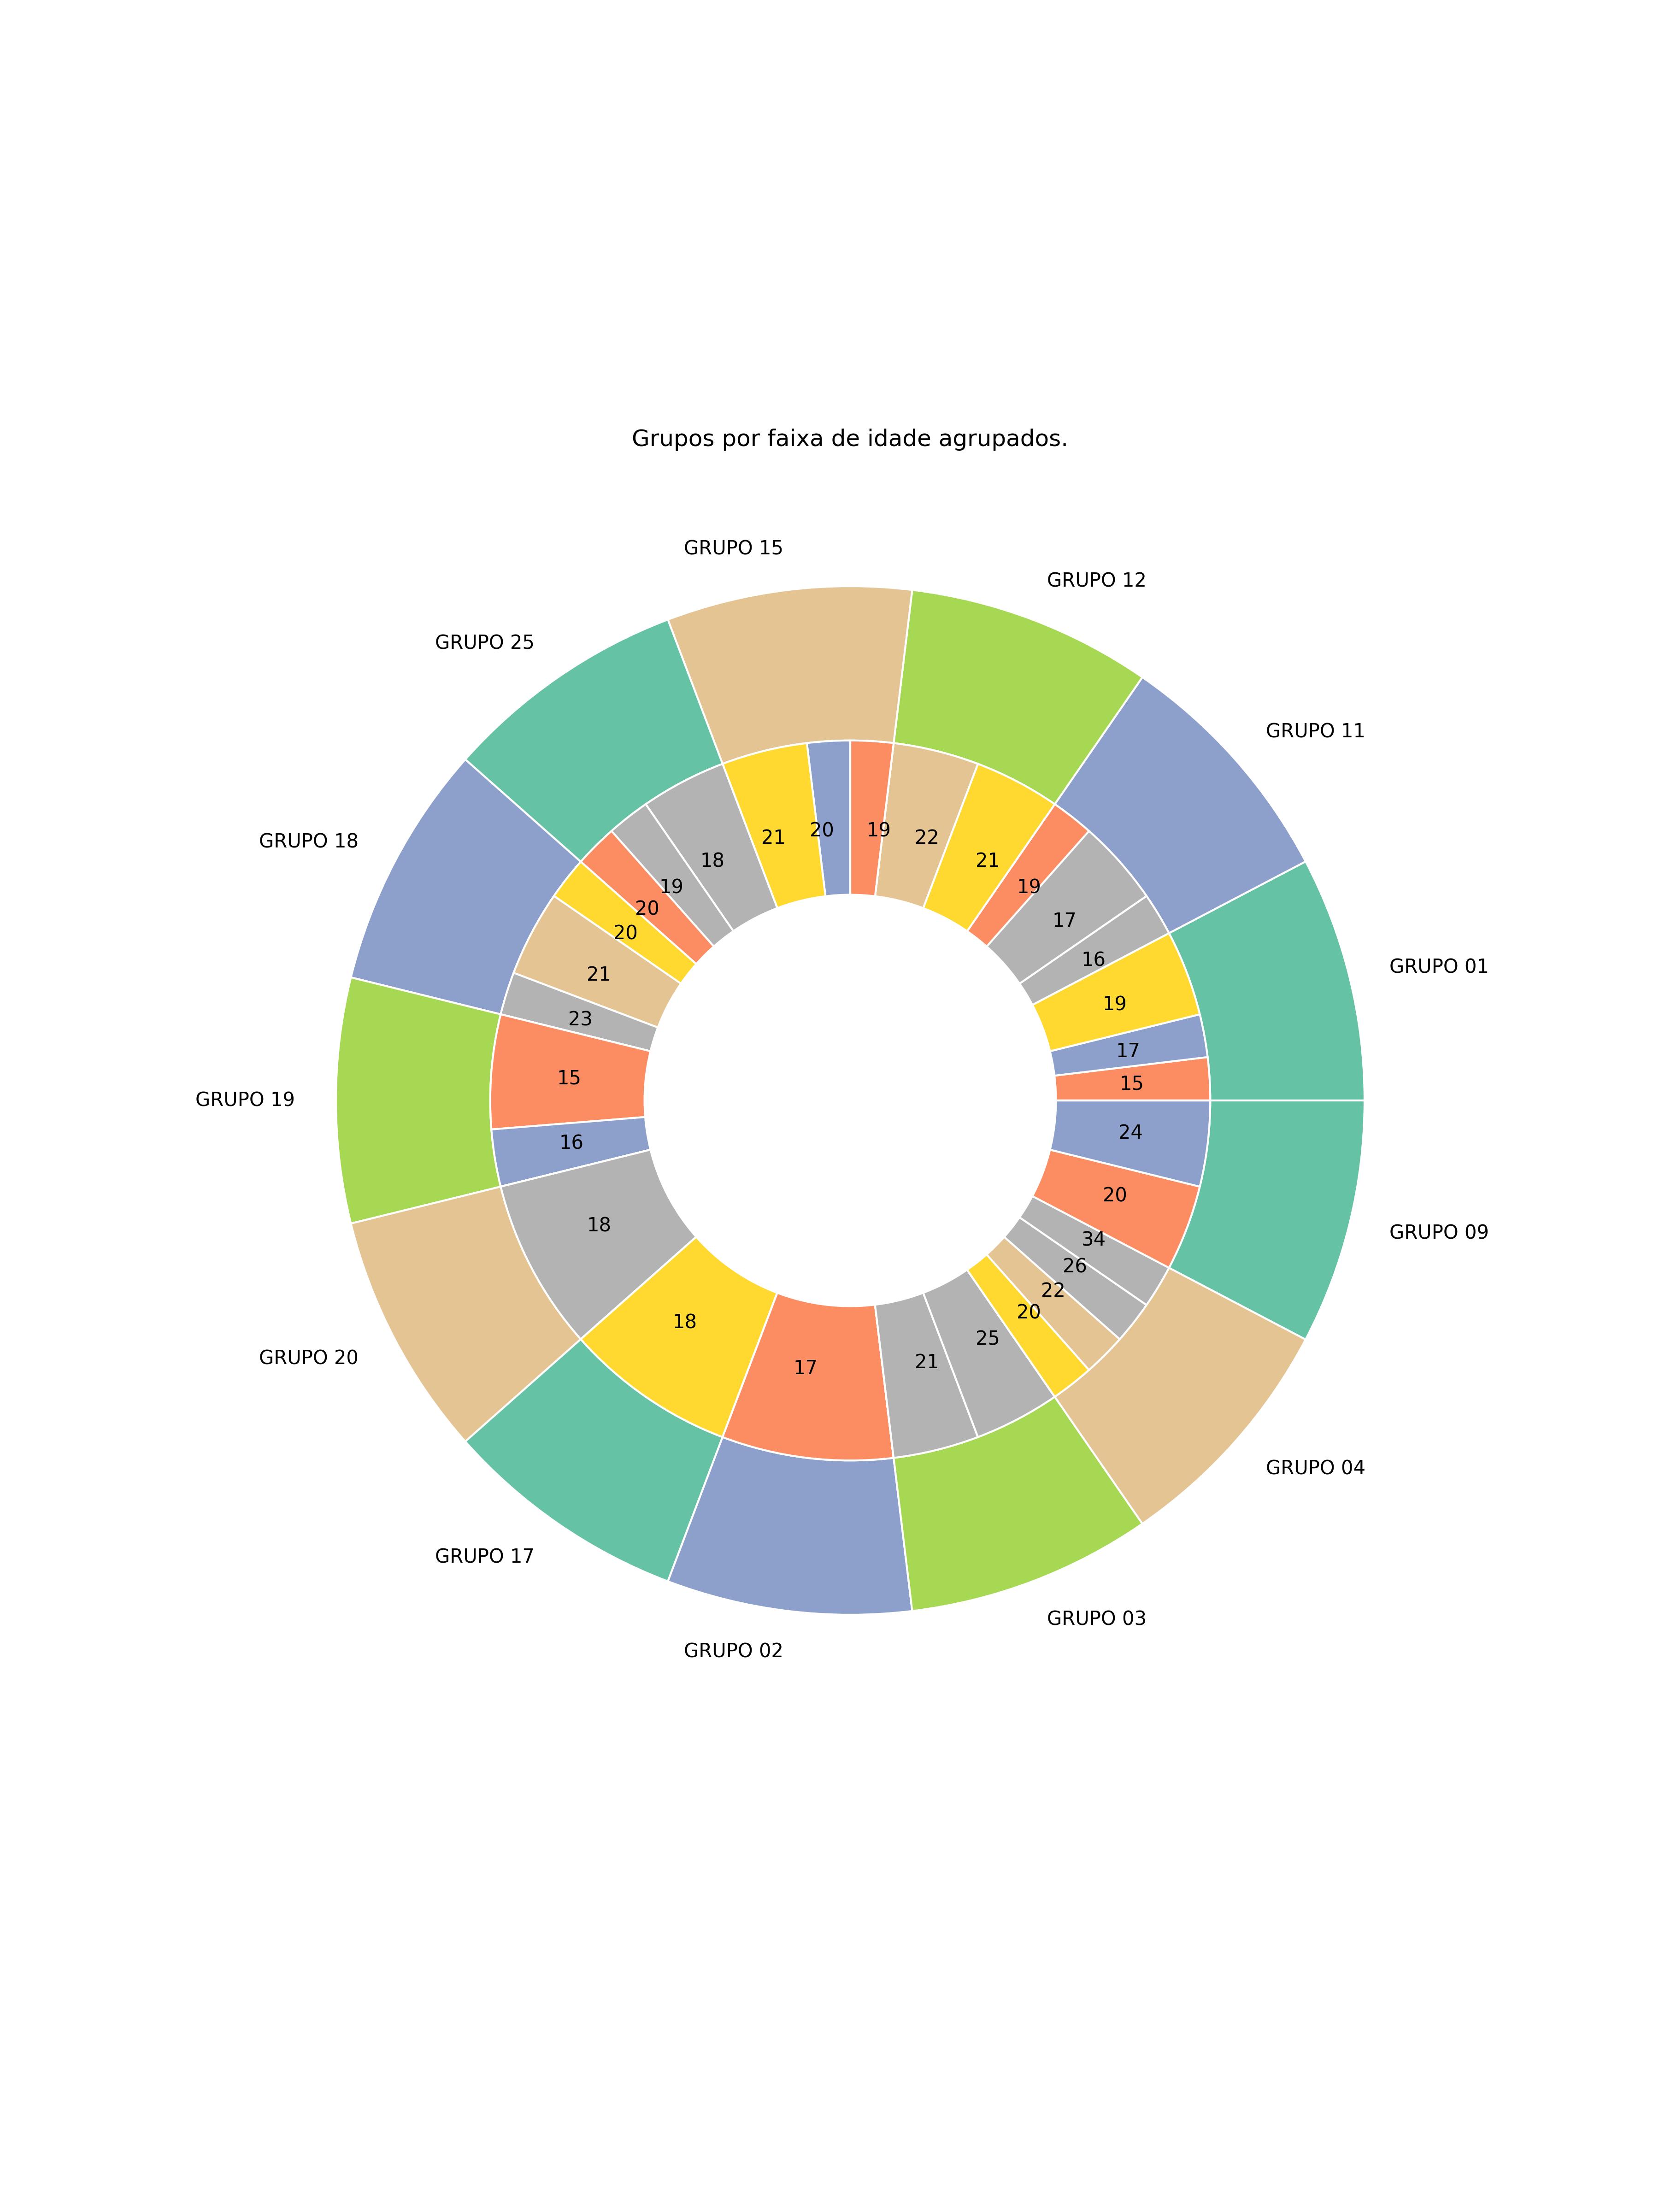 Grupos por faixa de idade agrupados.
GRUPO 15
GRUPO 12
GRUPO 25
GRUPO 11
GRUPO 18
GRUPO 01
GRUPO 19
GRUPO 09
GRUPO 20
GRUPO 04
GRUPO 17
GRUPO 03
GRUPO 02
15
17
19
16
17
19
21
22
19
20
21
18
19
20
20
21
23
15
16
18
18
17
21
25
20
22
26
34
20
24